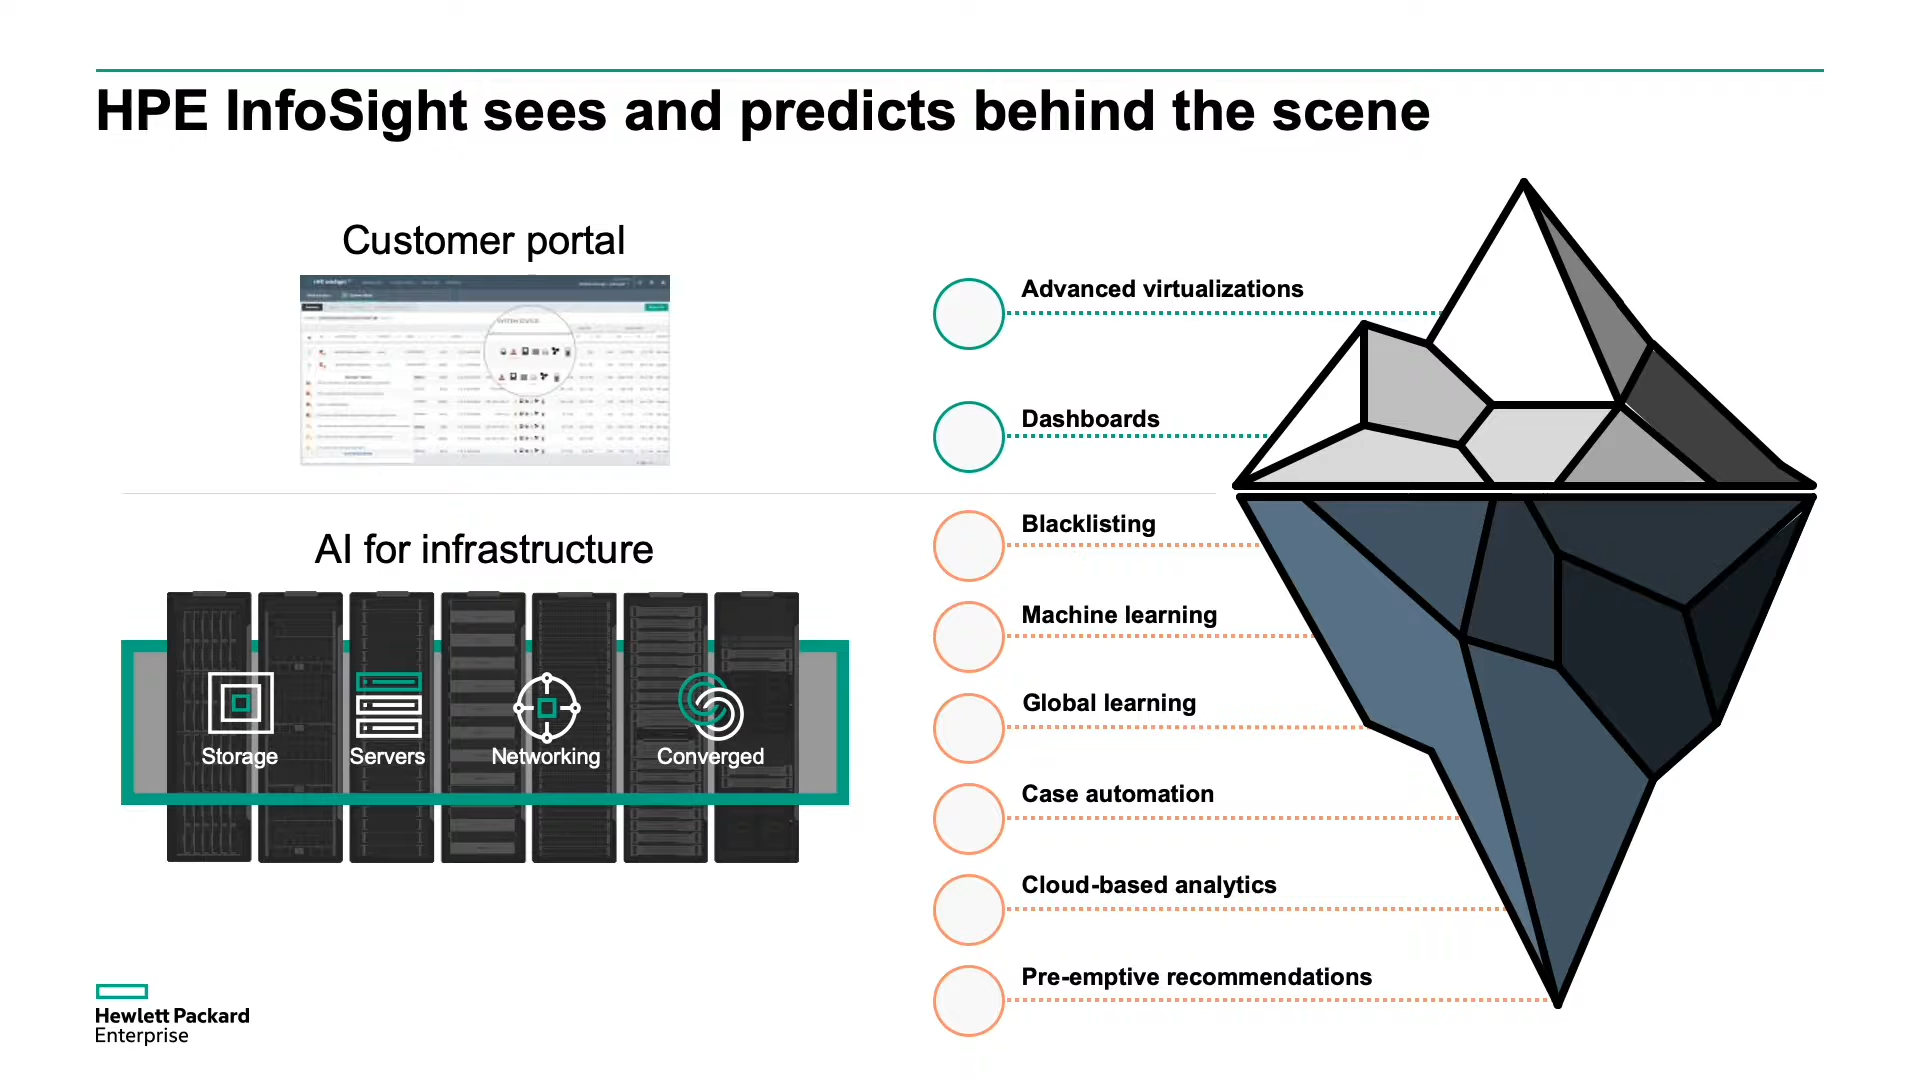 HPE InfoSight sees and predicts behind the scene
Customer portal
AI for infrastructure
Storage
Servers
Networking
Converged
Advanced virtualizations
Dashboards
Blacklisting
Machine learning
Global learning
Case automation
Cloud-based analytics
Pre-emptive recommendations
Hewlett Packard
Enterprise